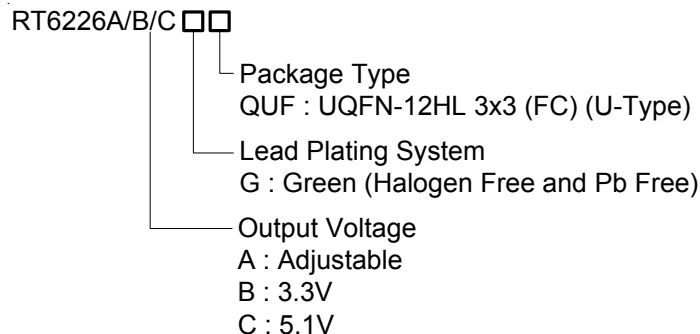 RT6226A/B/C □□
Package Type
QUF : UQFN-12HL 3x3 (FC) (U-Type)
Lead Plating System
G : Green (Halogen Free and Pb Free)
Output Voltage
A : Adjustable
B : 3.3V
C : 5.1V